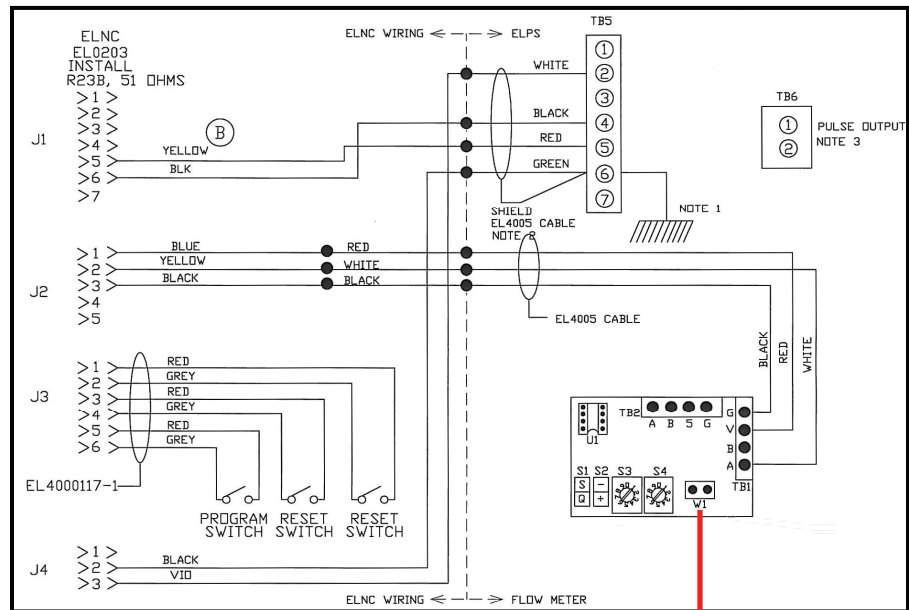 ELNC WIRING
ELPS
TB5
ELNC
EL0203
INSTALL
R23B, 51 OHMS
J1
1
2
3
4
5
6
7
B
YELLOW
BLK
WHITE
BLACK
RED
GREEN
1
2
3
4
5
6
7
TB6
1
2
PULSE OUTPUT
NOTE 3
SHIELD
EL4005 CABLE
NOTE 2
NOTE 1
J2
1
2
3
4
5
BLUE
YELLOW
BLACK
RED
WHITE
BLACK
EL4005 CABLE
BLACK
RED
WHITE
J3
1
2
3
4
5
6
RED
GREY
RED
GREY
RED
GREY
EL4000117-1
PROGRAM
SWITCH
RESET
SWITCH
RESET
SWITCH
U1
TB2
A B 5 G
G
V
B
A
TB1
S1
S2
S3
S4
S
Q
-
+
W1
J4
1
2
3
BLACK
VIO
ELNC WIRING
FLOW METER